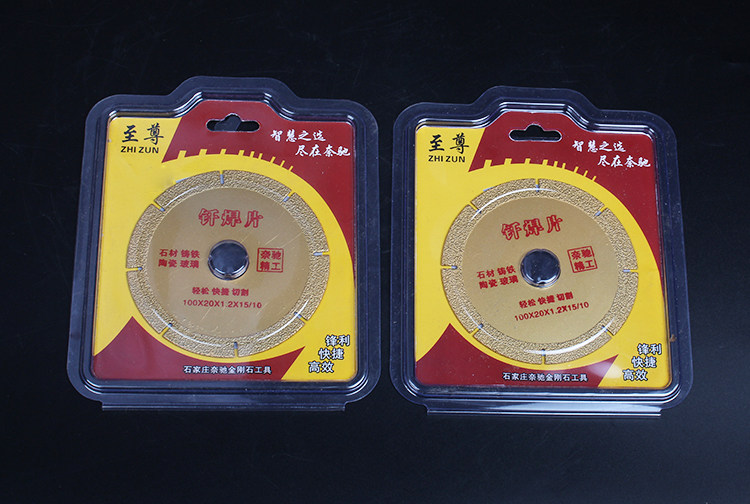 至尊
ZHI ZUN
智慧之选
尽在奈驰
钎焊片
石材 铸铁
陶瓷 玻璃
奈驰
精工
轻松 快捷 切割
100X20X1.2X15/10
锋利
快捷
高效
石家庄奈驰金刚石工具
至尊
ZHI ZUN
智慧之选
尽在奈驰
钎焊片
石材 铸铁
陶瓷 玻璃
奈驰
精工
轻松 快捷 切割
100X20X1.2X15/10
锋利
快捷
高效
石家庄奈驰金刚石工具